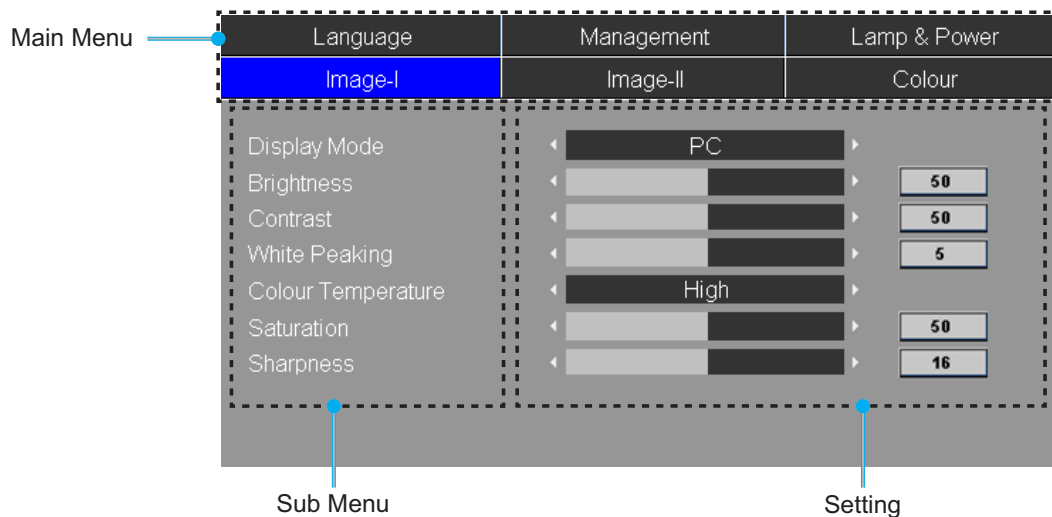 Main Menu
Language Management Lamp & Power
Image-I Image-II Colour
Display Mode PC
Brightness 50
Contrast 50
White Peaking 5
Colour Temperature High
Saturation 50
Sharpness 16
Sub Menu Setting